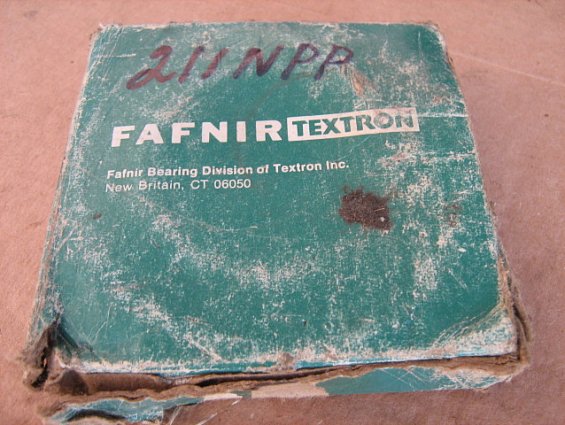 211NPP
FAFNIR TEXTRON
Fafnir Bearing Division of Textron Inc.
New Britain, CT 06050